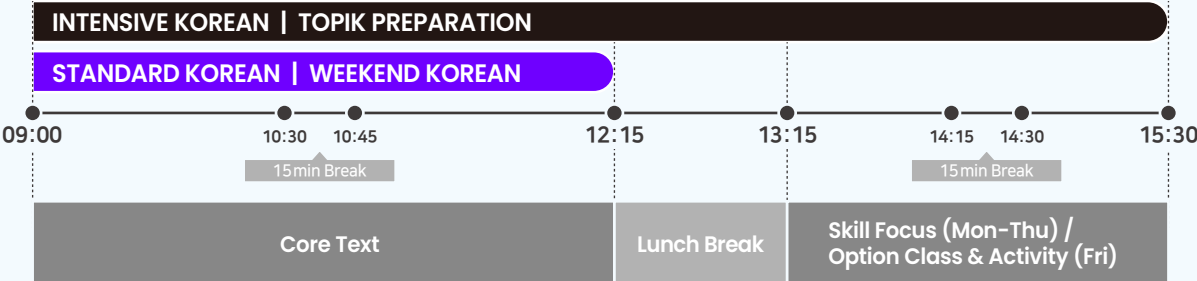 INTENSIVE KOREAN | TOPIK PREPARATION
STANDARD KOREAN | WEEKEND KOREAN
09:00 10:30 10:45 12:15 13:15 14:15 14:30 15:30
15min Break 15min Break
Core Text
Lunch Break
Skill Focus (Mon-Thu) /
Option Class & Activity (Fri)